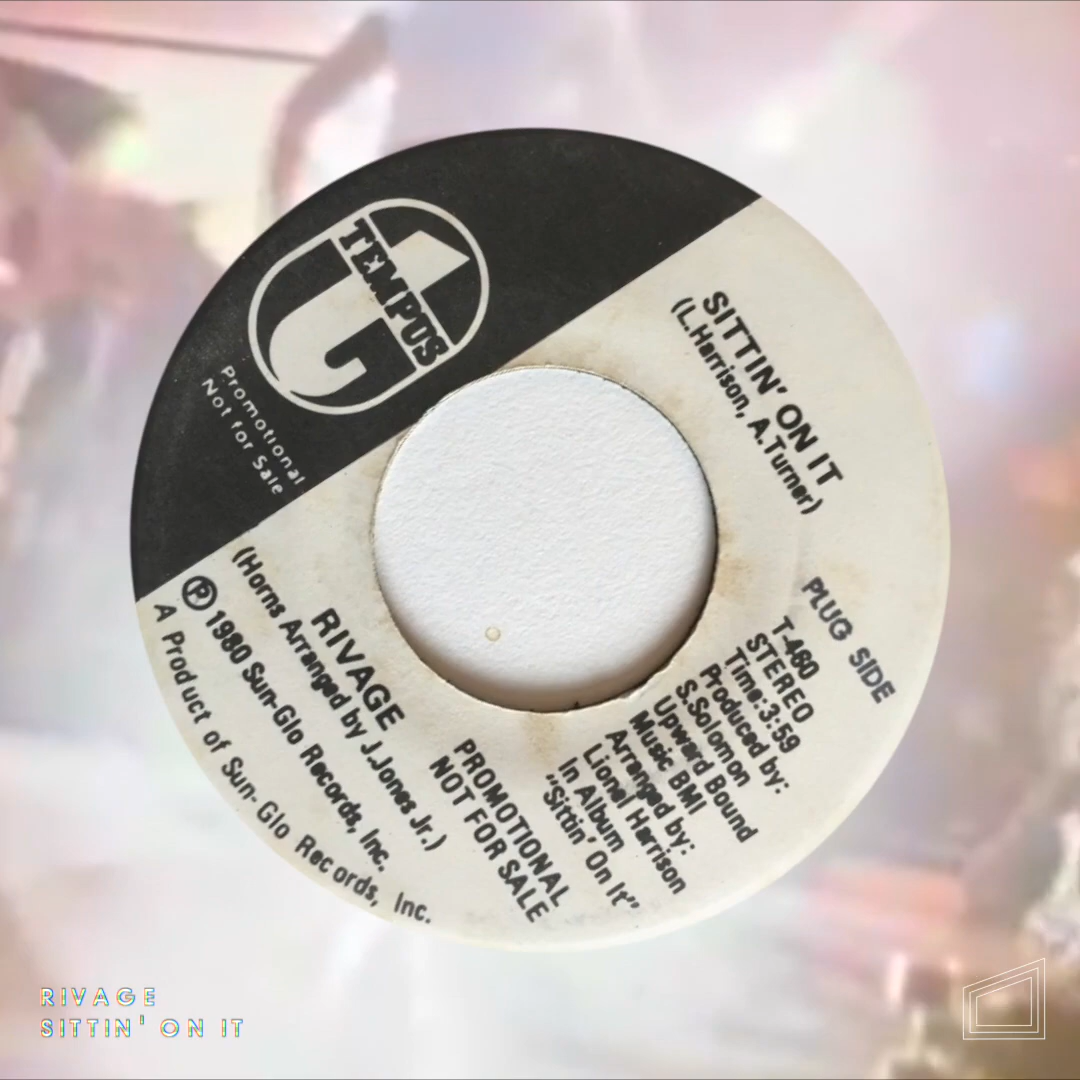 TEMPUS
Promotional
Not for Sale
SITTIN' ON IT
(L.Harrison, A.Turner)
PLUG SIDE
T-460
STEREO
Time:3:59
Produced by:
S.Solomon
Upward Bound
Music BMI
Arranged by:
Lionel Harrison
In Album
"Sittin' On It"
PROMOTIONAL
NOT FOR SALE
RIVAGE
(Horns Arranged by J.Jones Jr.)
Ⓟ 1980 Sun-Glo Records, Inc.
A Product of Sun-Glo Records, Inc.
RIVAGE
SITTIN' ON IT